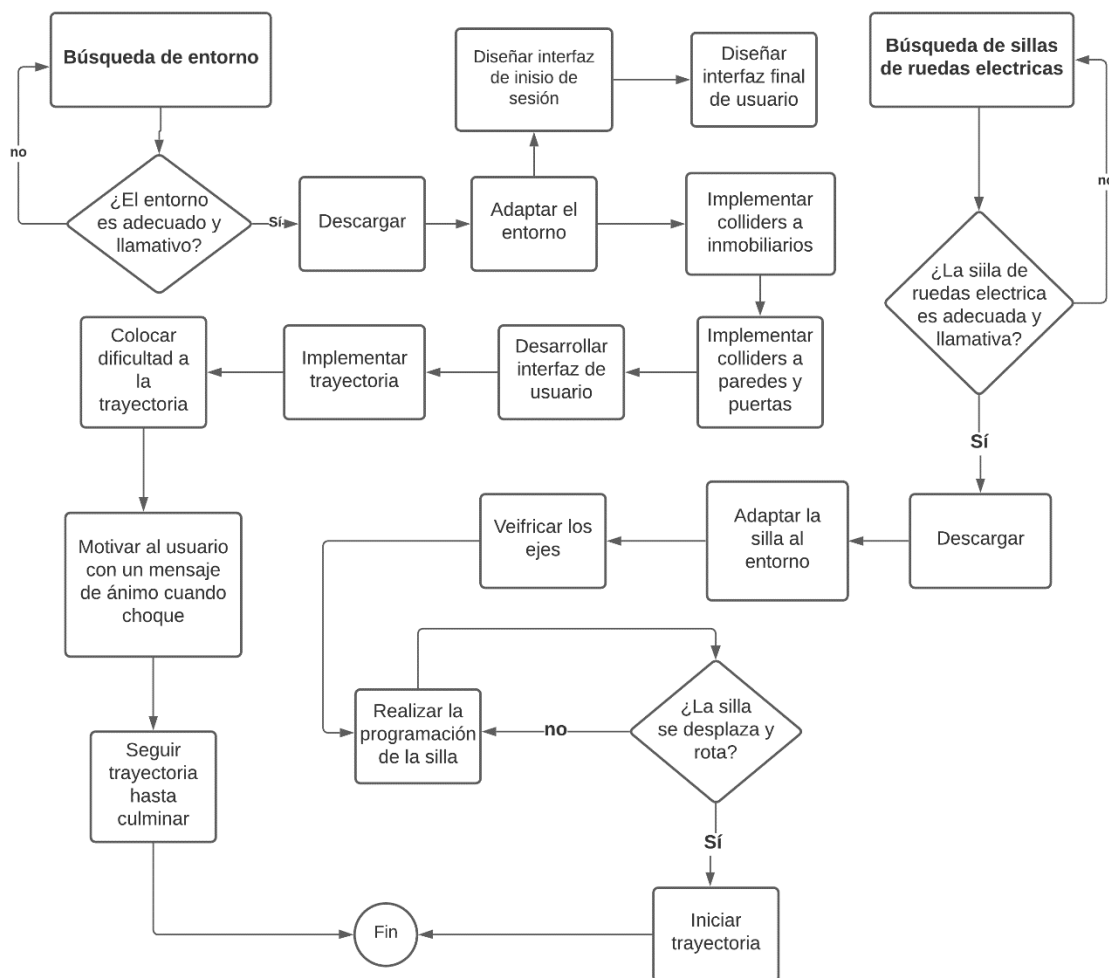 Búsqueda de entorno
no
¿El entorno
es adecuado y
llamativo?
Sí
Descargar
Adaptar el
entorno
Diseñar interfaz
de inisio de
sesión
Diseñar
interfaz final
de usuario
Implementar
colliders a
inmobiliarios
Implementar
colliders a
paredes y
puertas
Desarrollar
interfaz de
usuario
Implementar
trayectoria
Colocar
dificultad a
la
trayectoria
Motivar al usuario
con un mensaje
de ánimo cuando
choque
Seguir
trayectoria
hasta
culminar
Búsqueda de sillas
de ruedas electricas
no
¿La siila de
ruedas electrica
es adecuada y
llamativa?
Sí
Descargar
Adaptar la
silla al
entorno
Veifricar los
ejes
Realizar la
programación
de la silla
no
¿La silla
se desplaza y
rota?
Sí
Iniciar
trayectoria
Fin